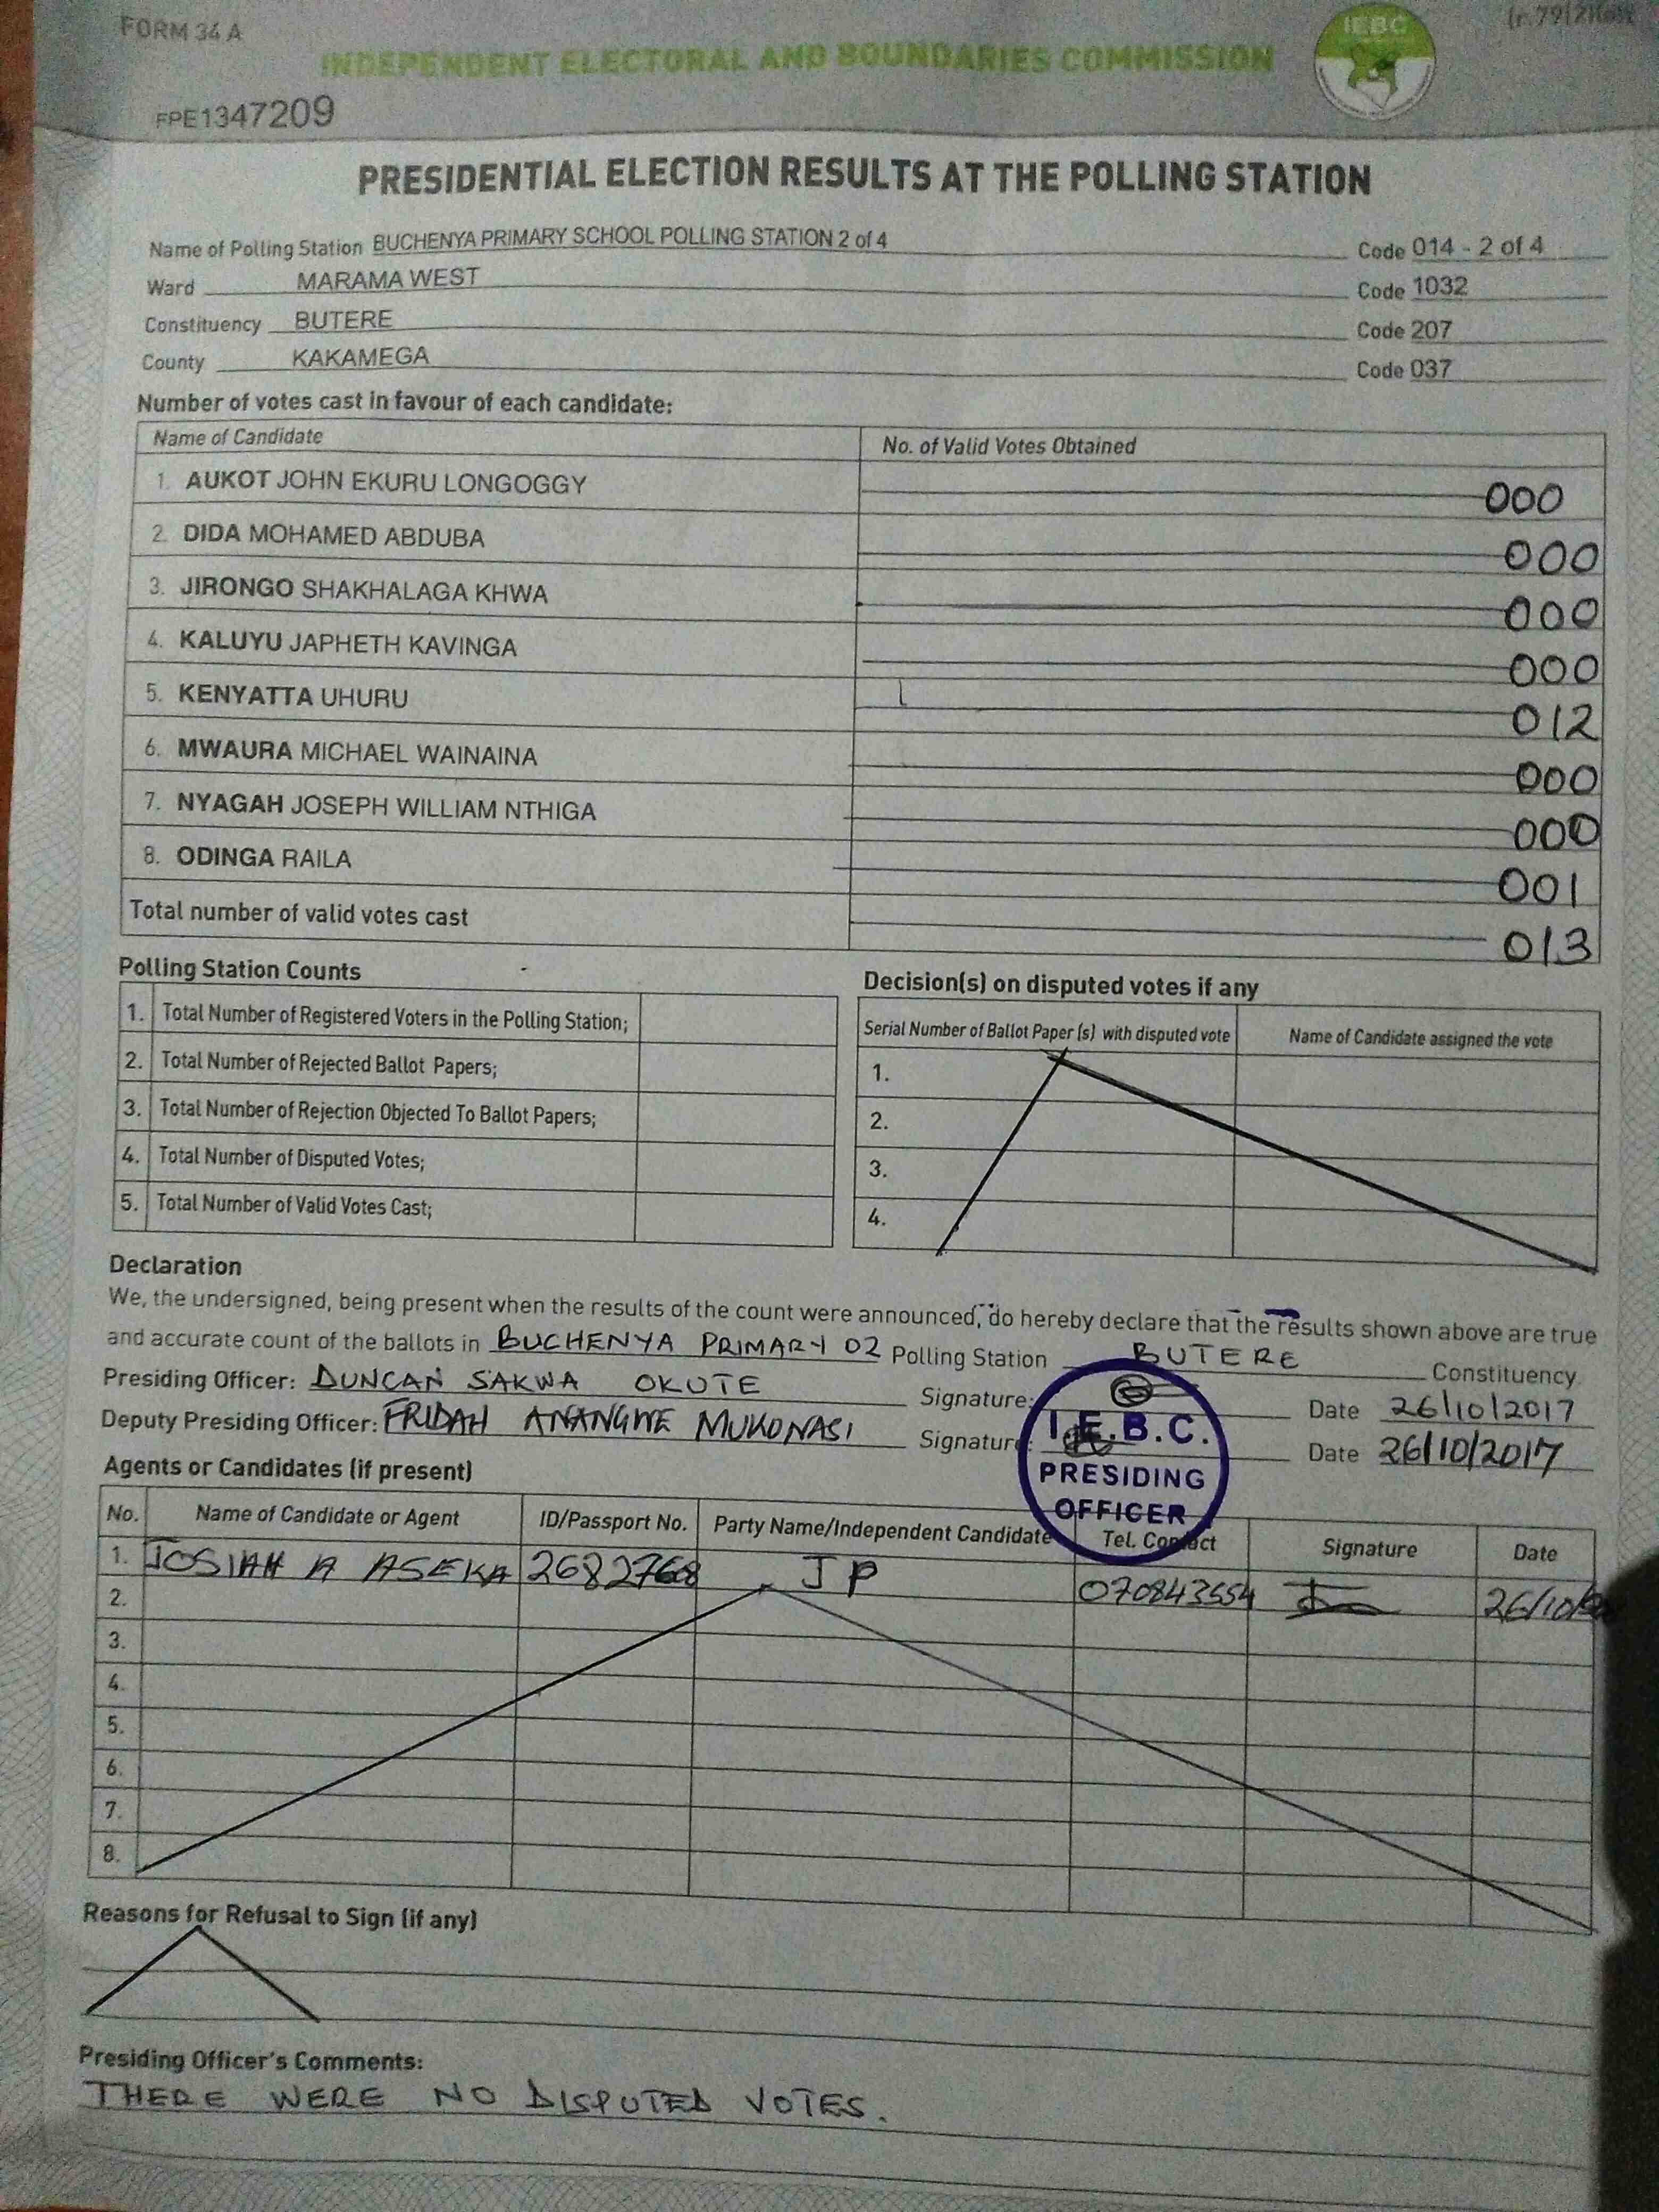 FORM 34 A
IEBC
INDEPENDENT ELECTORAL AND BOUNDARIES COMMISSION
FPE1347209
PRESIDENTIAL ELECTION RESULTS AT THE POLLING STATION
Name of Polling Station BUCHENYA PRIMARY SCHOOL POLLING STATION 2 of 4 Code 014 - 2 of 4
Ward MARAMA WEST Code 1032
Constituency BUTERE Code 207
County KAKAMEGA Code 037
Number of votes cast in favour of each candidate:
Name of Candidate No. of Valid Votes Obtained
1. AUKOT JOHN EKURU LONGOGGY 000
2. DIDA MOHAMED ABDUBA 000
3. JIRONGO SHAKHALAGA KHWA 000
4. KALUYU JAPHETH KAVINGA 000
5. KENYATTA UHURU 012
6. MWAURA MICHAEL WAINAINA 000
7. NYAGAH JOSEPH WILLIAM NTHIGA 000
8. ODINGA RAILA 001
Total number of valid votes cast 013
Polling Station Counts
1. Total Number of Registered Voters in the Polling Station;
2. Total Number of Rejected Ballot Papers;
3. Total Number of Rejection Objected To Ballot Papers;
4. Total Number of Disputed Votes;
5. Total Number of Valid Votes Cast;
Decision(s) on disputed votes if any
Serial Number of Ballot Paper (s) with disputed vote Name of Candidate assigned the vote
1.
2.
3.
4.
Declaration
We, the undersigned, being present when the results of the count were announced, do hereby declare that the results shown above are true
and accurate count of the ballots in BUCHENYA PRIMARY 02 Polling Station BUTERE Constituency.
Presiding Officer: DUNCAN SAKWA OKUTE Signature: Date 26/10/2017
Deputy Presiding Officer: FRIDAH ANANGWE MUKONASI Signature: Date 26/10/2017
I.E.B.C.
PRESIDING
OFFICER
Agents or Candidates (if present)
No. Name of Candidate or Agent ID/Passport No. Party Name/Independent Candidate Tel. Contact Signature Date
1. JOSIAH A ASEKA 2682768 JP 070843554 26/10/
2.
3.
4.
5.
6.
7.
8.
Reasons for Refusal to Sign (if any)
Presiding Officer's Comments:
THERE WERE NO DISPUTED VOTES.